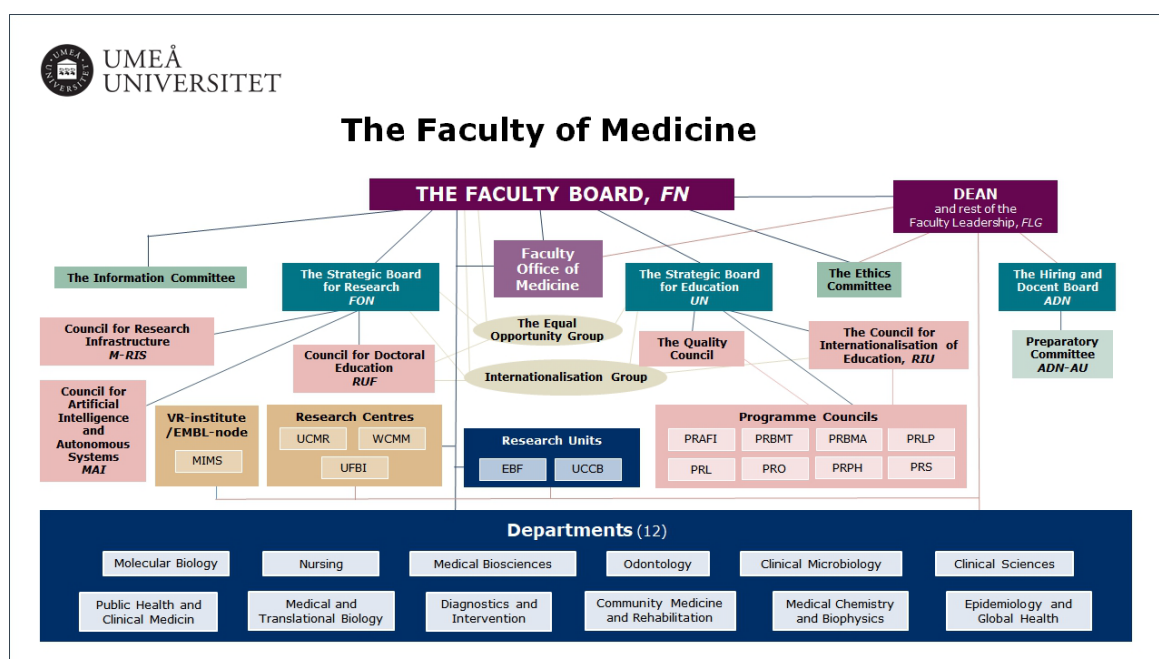 UMEÅ
UNIVERSITET
The Faculty of Medicine
THE FACULTY BOARD, FN
DEAN
and rest of the
Faculty Leadership, FLG
The Information Committee
The Strategic Board
for Research
FON
Faculty
Office of
Medicine
The Strategic Board
for Education
UN
The Ethics
Committee
The Hiring and
Docent Board
ADN
Council for Research
Infrastructure
M-RIS
The Equal
Opportunity Group
The Quality
Council
The Council for
Internationalisation of
Education, RIU
Preparatory
Committee
ADN-AU
Council for Doctoral
Education
RUF
Internationalisation Group
Council for
Artificial
Intelligence
and
Autonomous
Systems
MAI
VR-institute
/EMBL-node
MIMS
Research Centres
UCMR
WCMM
UFBI
Research Units
EBF
UCCB
Programme Councils
PRAFI
PRBMT
PRBMA
PRLP
PRL
PRO
PRPH
PRS
Departments (12)
Molecular Biology
Nursing
Medical Biosciences
Odontology
Clinical Microbiology
Clinical Sciences
Public Health and
Clinical Medicin
Medical and
Translational Biology
Diagnostics and
Intervention
Community Medicine
and Rehabilitation
Medical Chemistry
and Biophysics
Epidemiology and
Global Health